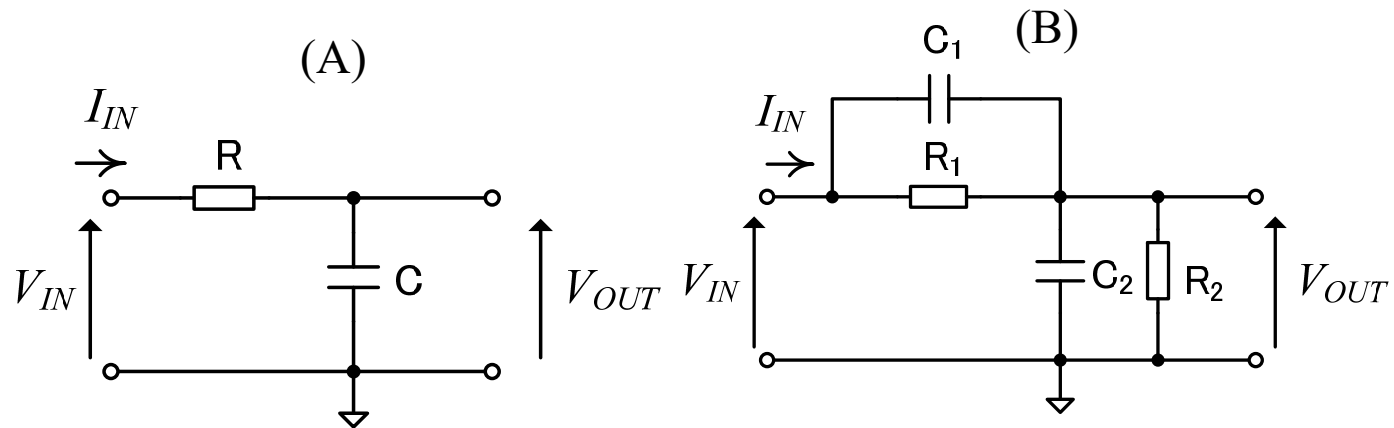 (A)
I_IN
R
V_IN
C
V_OUT
(B)
C₁
I_IN
R₁
V_IN
C₂
R₂
V_OUT